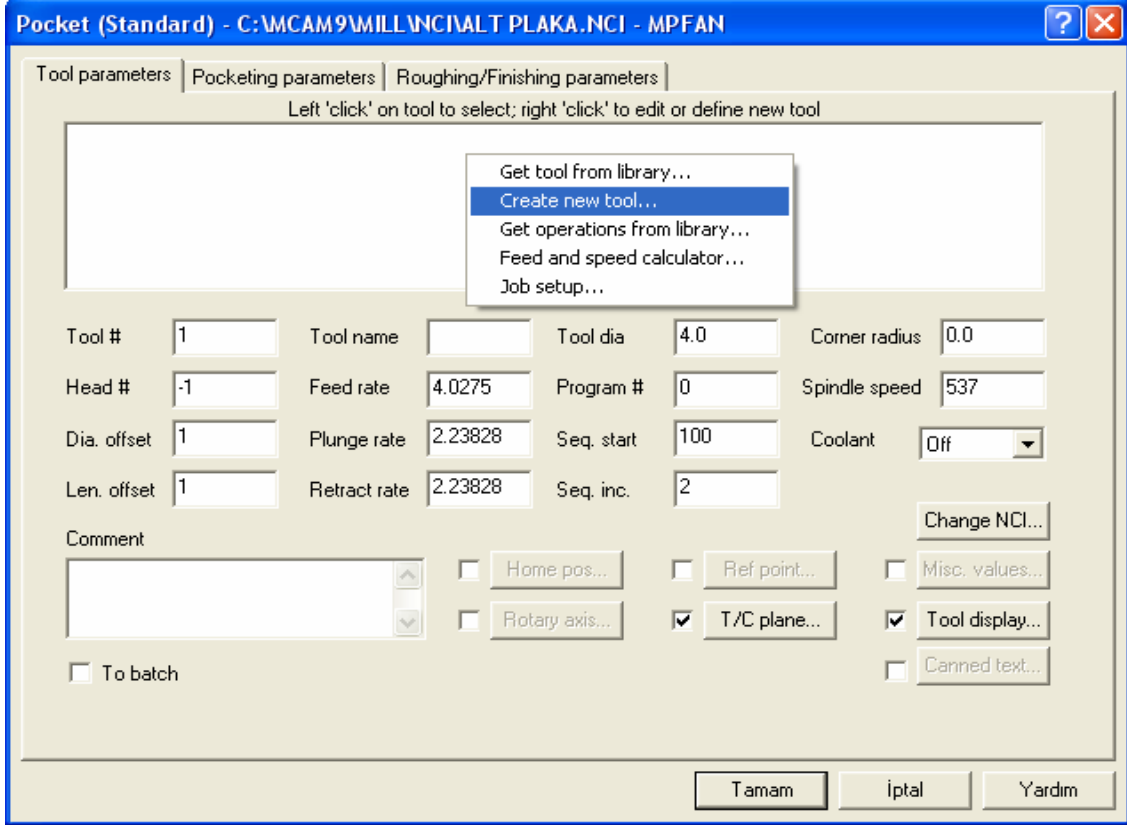 Pocket (Standard) - C:\MCAM9\MILL\NCI\ALT PLAKA.NCI - MPFAN
Tool parameters Pocketing parameters Roughing/Finishing parameters
Left 'click' on tool to select; right 'click' to edit or define new tool
Get tool from library...
Create new tool...
Get operations from library...
Feed and speed calculator...
Job setup...
Tool # 1 Tool name Tool dia 4.0 Corner radius 0.0
Head # -1 Feed rate 4.0275 Program # 0 Spindle speed 537
Dia. offset 1 Plunge rate 2.23828 Seq. start 100 Coolant Off
Len. offset 1 Retract rate 2.23828 Seq. inc. 2
Change NCI...
Comment
Home pos... Ref point... Misc. values...
Rotary axis... T/C plane... Tool display...
To batch Canned text...
Tamam İptal Yardım